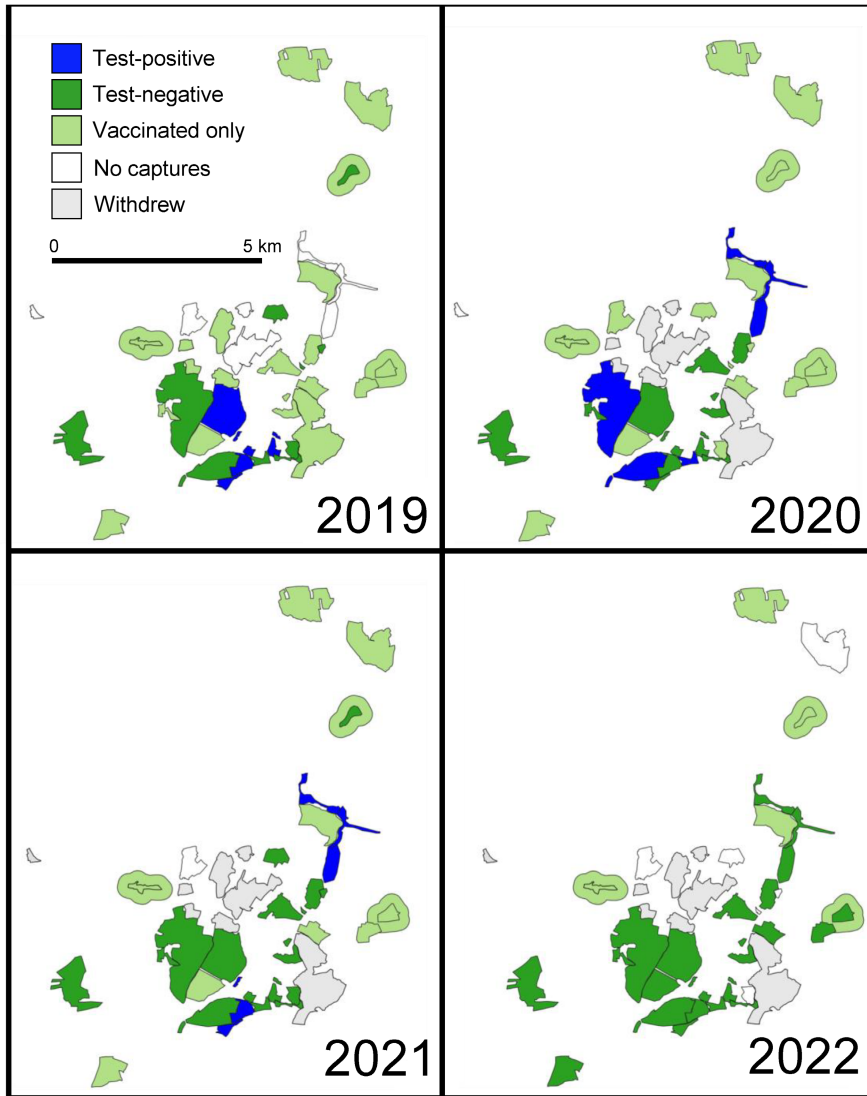 Test-positive
Test-negative
Vaccinated only
No captures
Withdrew
0 5 km
2019
2020
2021
2022